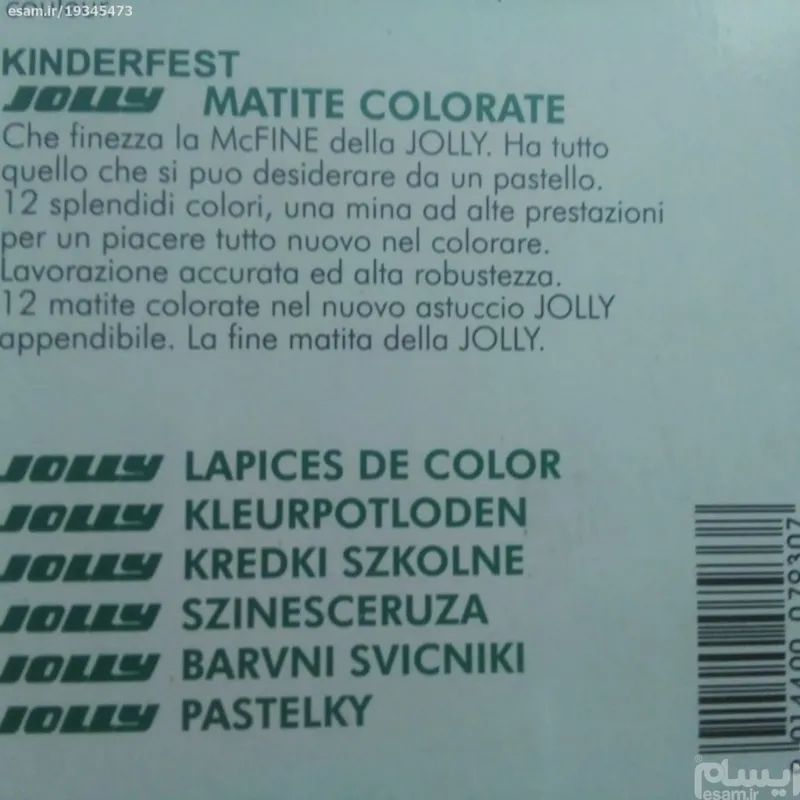 esam.ir/19345473
KINDERFEST
JOLLY MATITE COLORATE
Che finezza la McFINE della JOLLY. Ha tutto
quello che si puo desiderare da un pastello.
12 splendidi colori, una mina ad alte prestazioni
per un piacere tutto nuovo nel colorare.
Lavorazione accurata ed alta robustezza.
12 matite colorate nel nuovo astuccio JOLLY
appendibile. La fine matita della JOLLY.
JOLLY LAPICES DE COLOR
JOLLY KLEURPOTLODEN
JOLLY KREDKI SZKOLNE
JOLLY SZINESCERUZA
JOLLY BARVNI SVICNIKI
JOLLY PASTELKY
014400 079307
ایسام
esam.ir